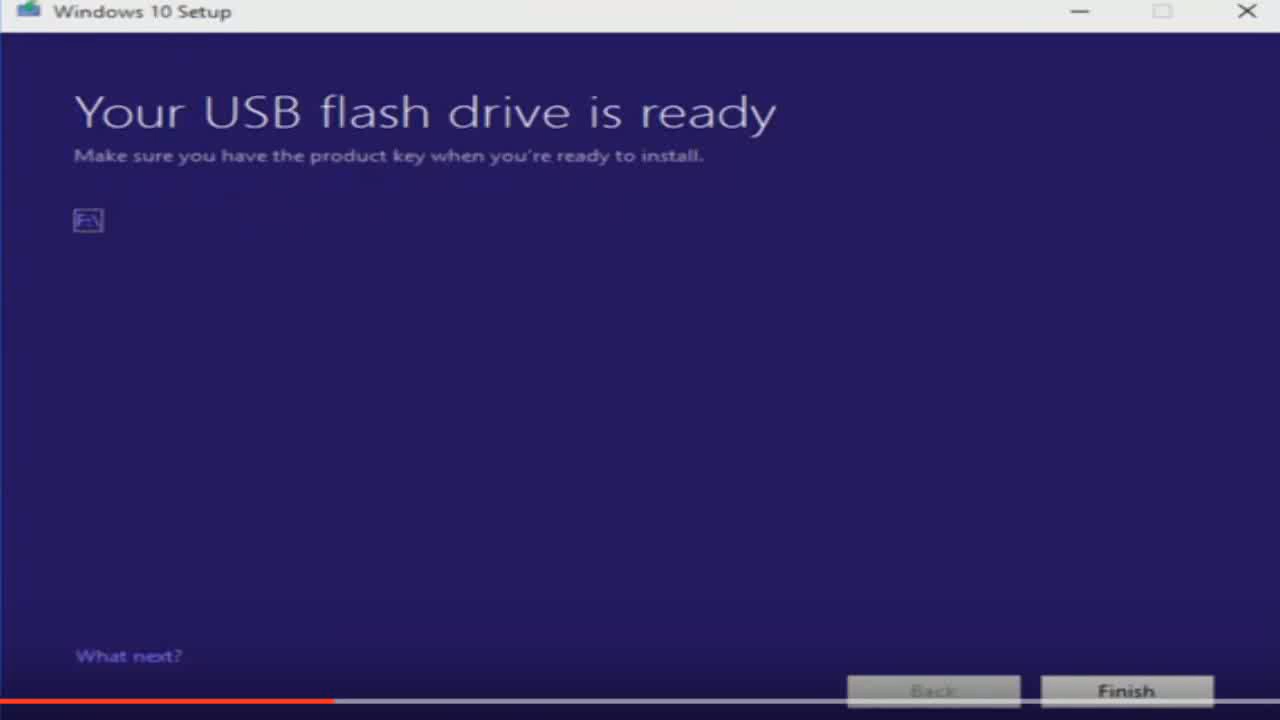 Windows 10 Setup
Your USB flash drive is ready
Make sure you have the product key when you're ready to install.
F:\
What next?
Back
Finish